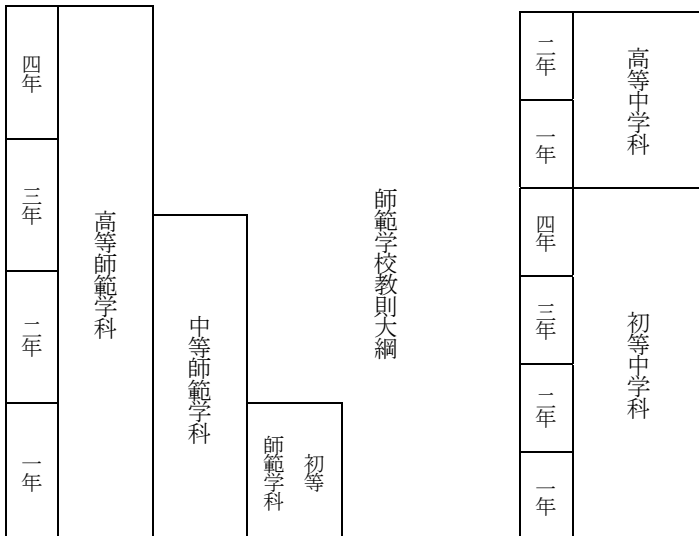 二年
一年
四年
三年
二年
一年
高等中学科
初等中学科
師範学校教則大綱
四年
三年
二年
一年
高等師範学科
中等師範学科
初等
師範学科